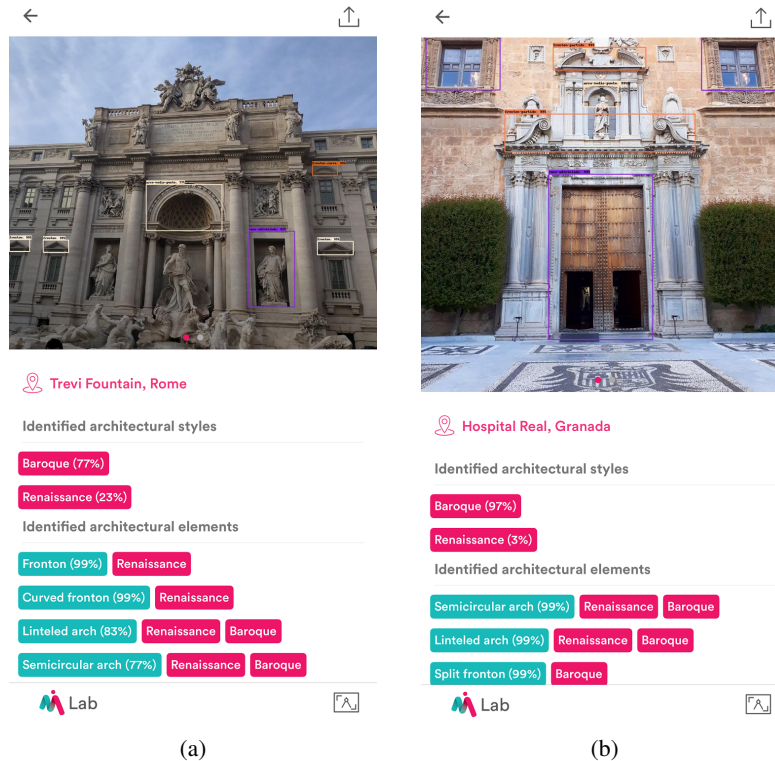 Trevi Fountain, Rome
Identified architectural styles
Baroque (77%)
Renaissance (23%)
Identified architectural elements
Fronton (99%) Renaissance
Curved fronton (99%) Renaissance
Linteled arch (83%) Renaissance Baroque
Semicircular arch (77%) Renaissance Baroque
Lab
(a)
Hospital Real, Granada
Identified architectural styles
Baroque (97%)
Renaissance (3%)
Identified architectural elements
Semicircular arch (99%) Renaissance Baroque
Linteled arch (99%) Renaissance Baroque
Split fronton (99%) Baroque
Lab
(b)